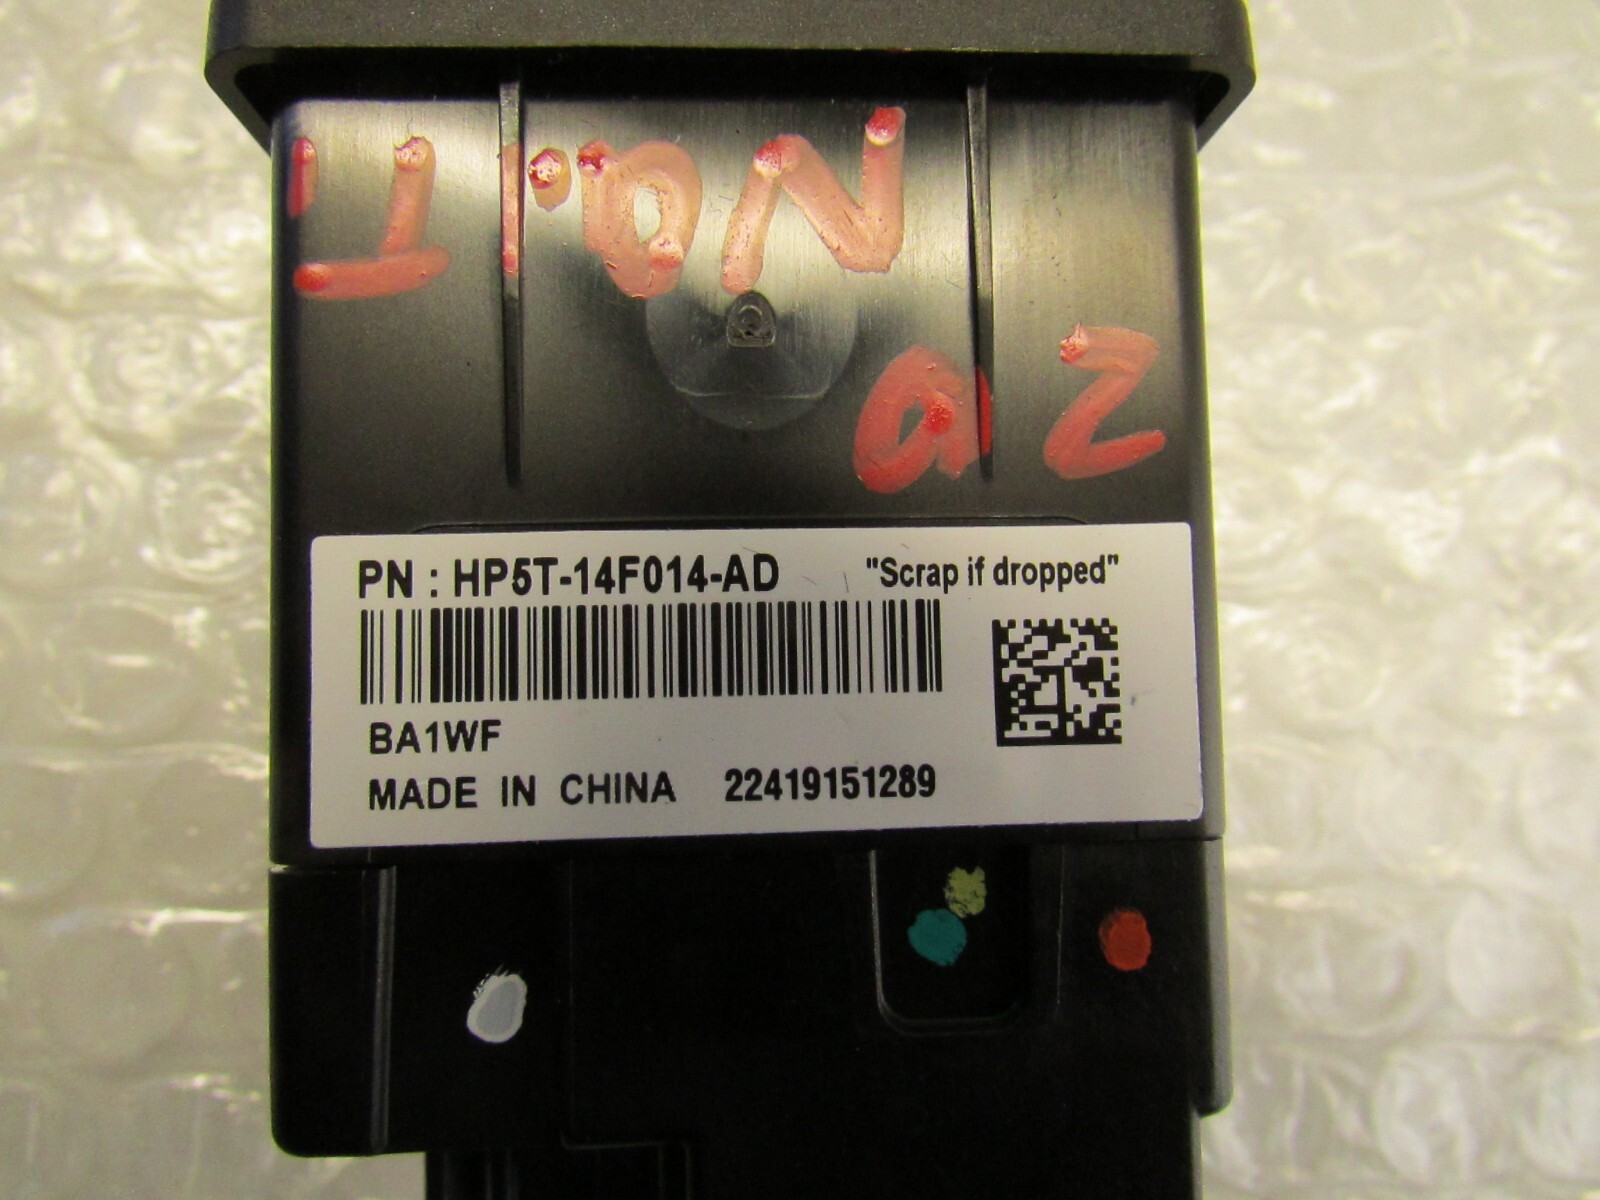 PN : HP5T-14F014-AD "Scrap if dropped"
BA1WF
MADE IN CHINA 22419151289